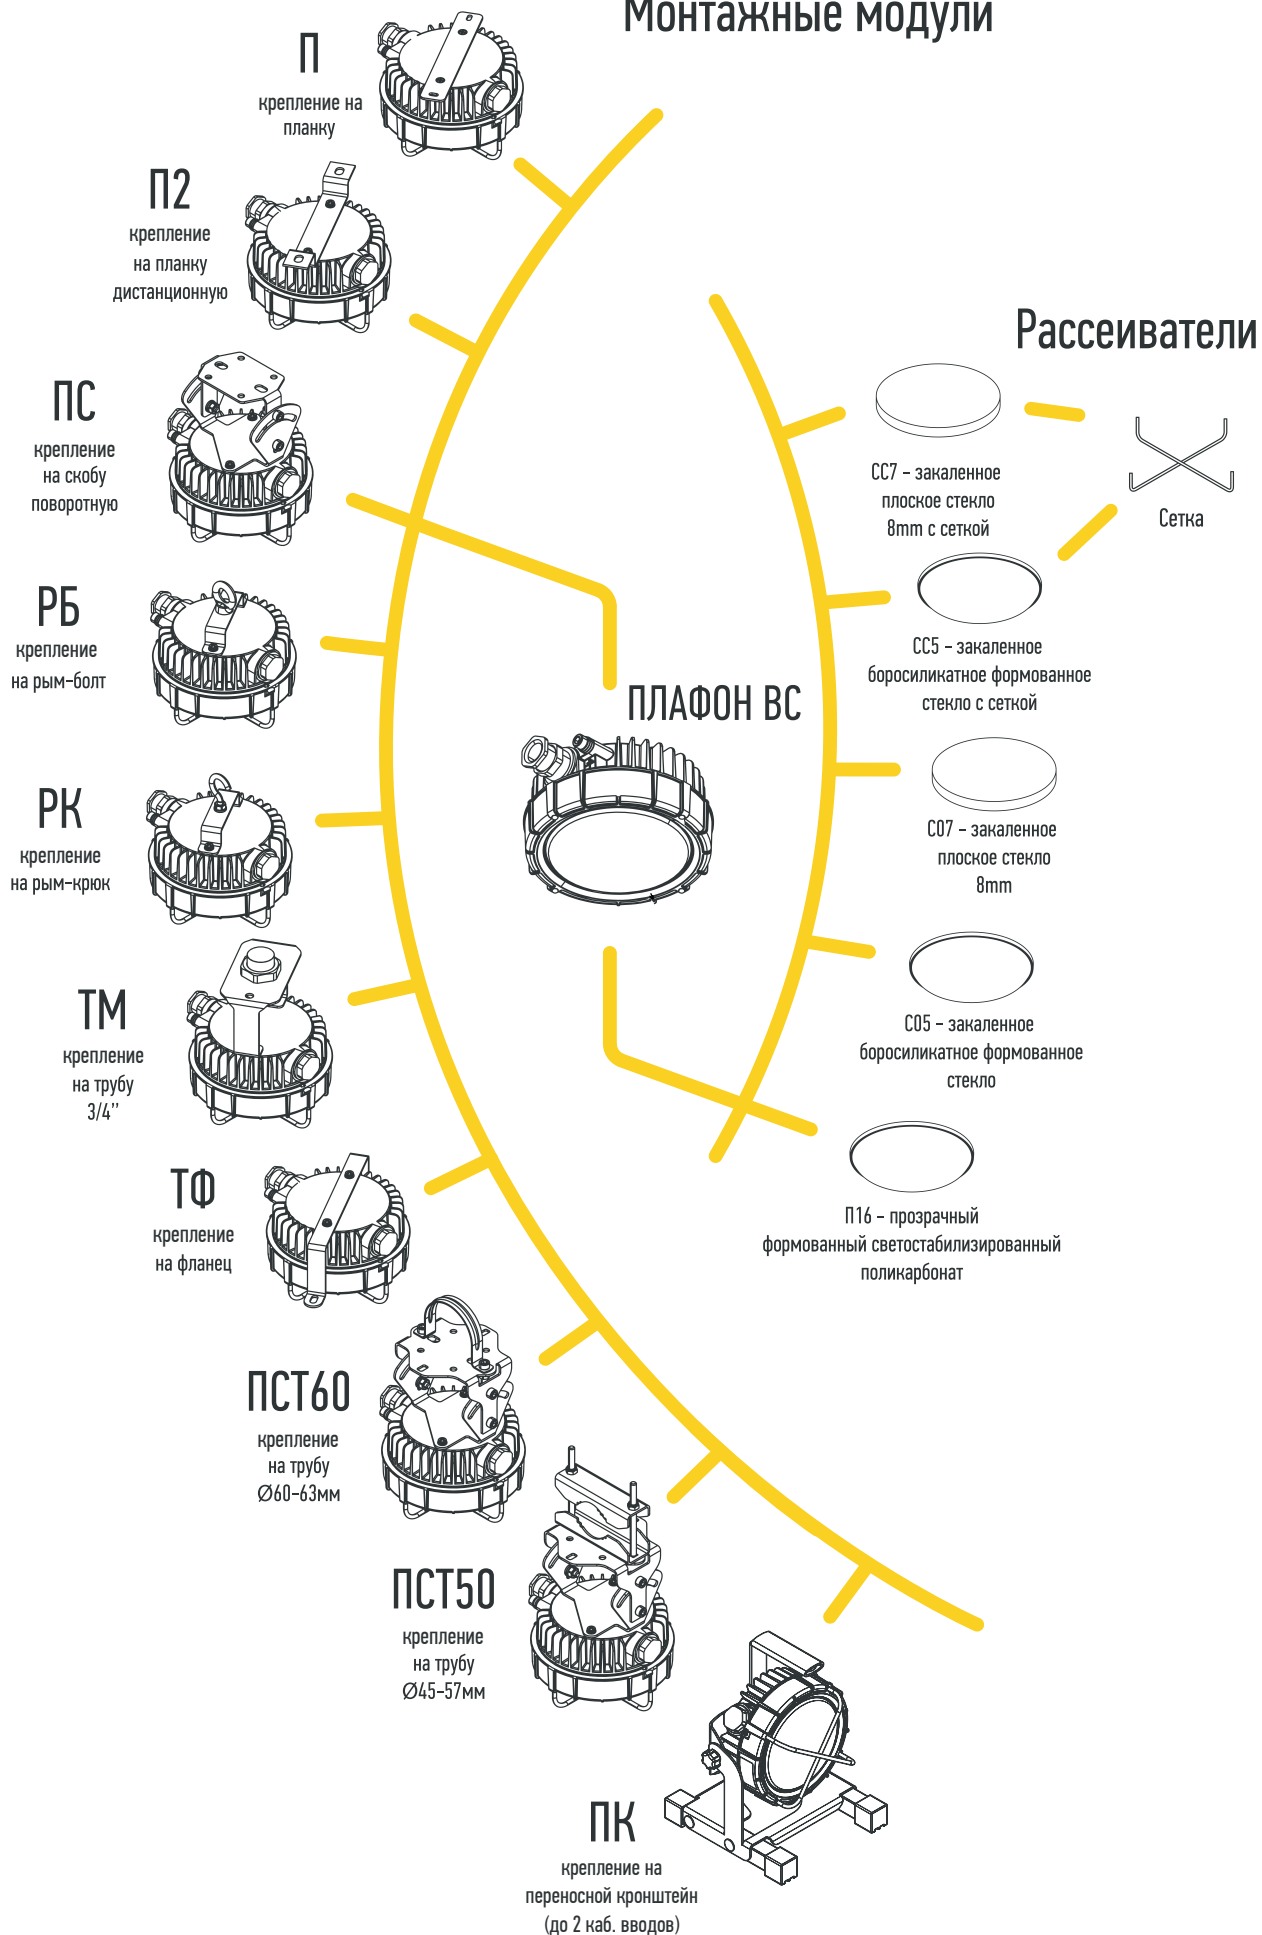 Монтажные модули
П
крепление на
планку
П2
крепление
на планку
дистанционную
ПС
крепление
на скобу
поворотную
РБ
крепление
на рым-болт
РК
крепление
на рым-крюк
ТМ
крепление
на трубу
3/4’’
ТФ
крепление
на фланец
ПСТ60
крепление
на трубу
Ø60-63мм
ПСТ50
крепление
на трубу
Ø45-57мм
ПК
крепление на
переносной кронштейн
(до 2 каб. вводов)
ПЛАФОН ВС
Рассеиватели
СС7 - закаленное
плоское стекло
8mm с сеткой
Сетка
СС5 - закаленное
боросиликатное формованное
стекло с сеткой
С07 - закаленное
плоское стекло
8mm
С05 - закаленное
боросиликатное формованное
стекло
П16 - прозрачный
формованный светостабилизированный
поликарбонат